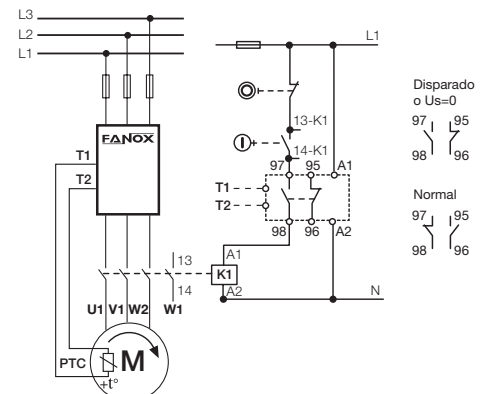 L3
L2
L1
FANOX
T1
T2
13
14
U1 V1 W2 W1
PTC
M
+t°
L1
13-K1
14-K1
97 95 A1
T1
T2
98 96 A2
A1
K1
A2
N
Disparado
o Us=0
97 95
98 96
Normal
97 95
98 96